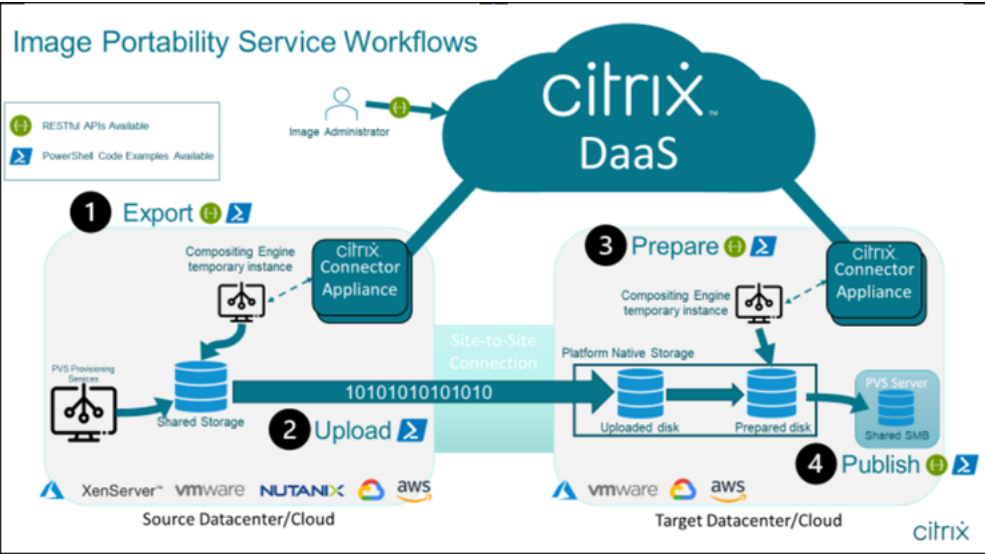 Image Portability Service Workflows
citrix™
DaaS
Image Administrator
RESTful APIs Available
PowerShell Code Examples Available
1 Export
Compositing Engine
temporary instance
citrix.
Connector
Appliance
PVS Provisioning
Services
Shared Storage
10101010101010
2 Upload
Site-to-Site
Connection
XenServer™ vmware NUTANIX aws
Source Datacenter/Cloud
3 Prepare
Compositing Engine
temporary instance
citrix.
Connector
Appliance
Platform Native Storage
Uploaded disk
Prepared disk
PVS Server
Shared SMB
4 Publish
vmware aws
Target Datacenter/Cloud
citrix